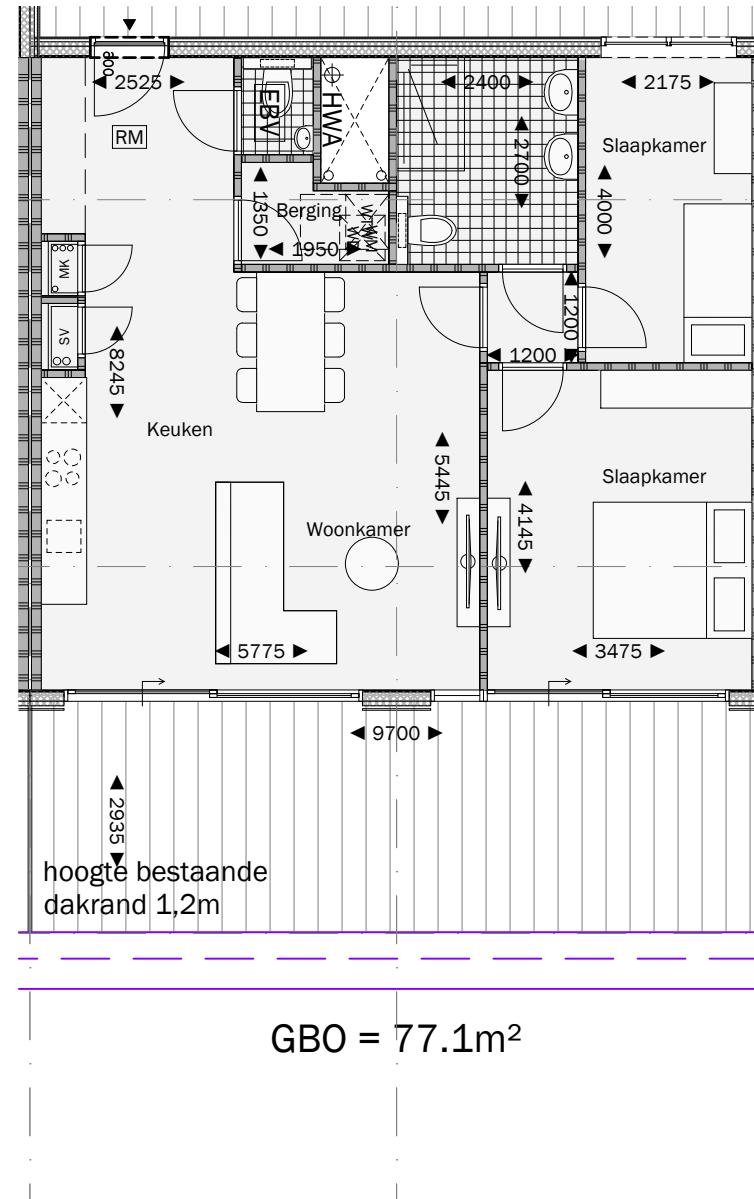 900
2525
EBV
HWA
2400
2175
RM
Slaapkamer
2700
4000
1350
Berging
1950
MK
SV
1200
1200
8245
Keuken
5445
Slaapkamer
4145
Woonkamer
5775
3475
9700
2935
hoogte bestaande
dakrand 1,2m
GBO = 77.1m²